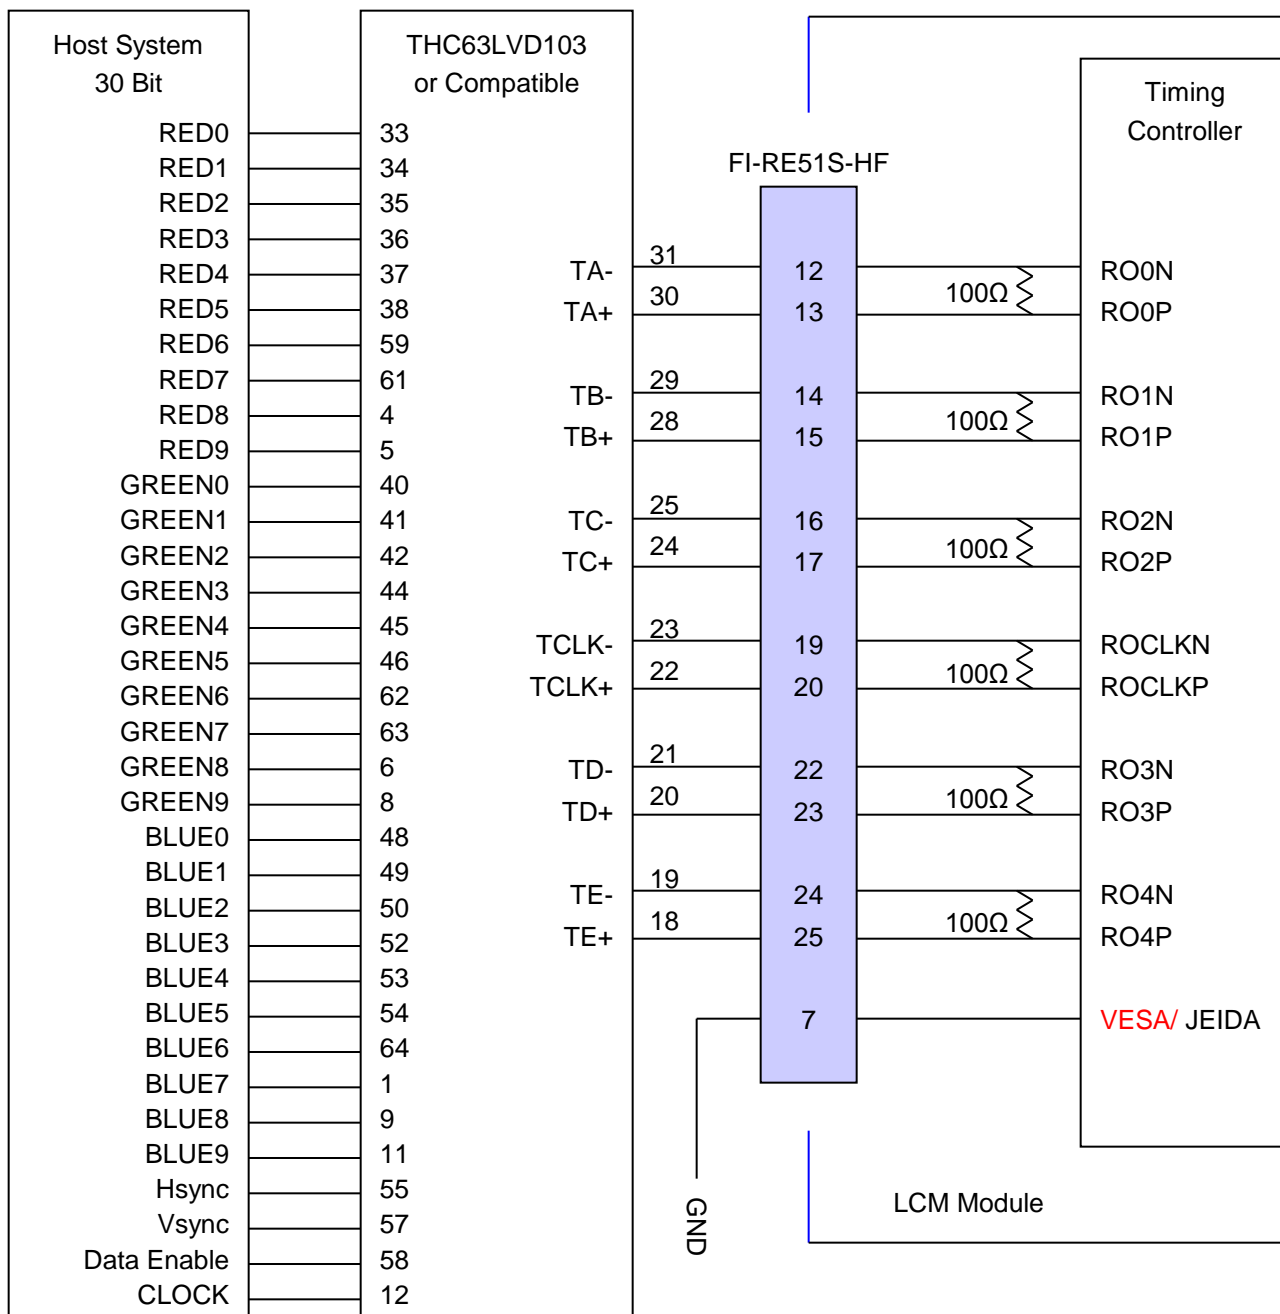 Host System
30 Bit
RED0 33
RED1 34
RED2 35
RED3 36
RED4 37
RED5 38
RED6 59
RED7 61
RED8 4
RED9 5
GREEN0 40
GREEN1 41
GREEN2 42
GREEN3 44
GREEN4 45
GREEN5 46
GREEN6 62
GREEN7 63
GREEN8 6
GREEN9 8
BLUE0 48
BLUE1 49
BLUE2 50
BLUE3 52
BLUE4 53
BLUE5 54
BLUE6 64
BLUE7 1
BLUE8 9
BLUE9 11
Hsync 55
Vsync 57
Data Enable 58
CLOCK 12
THC63LVD103
or Compatible
FI-RE51S-HF
Timing
Controller
TA- 31 12 RO0N
100Ω
TA+ 30 13 RO0P
TB- 29 14 RO1N
100Ω
TB+ 28 15 RO1P
TC- 25 16 RO2N
100Ω
TC+ 24 17 RO2P
TCLK- 23 19 ROCLKN
100Ω
TCLK+ 22 20 ROCLKP
TD- 21 22 RO3N
100Ω
TD+ 20 23 RO3P
TE- 19 24 RO4N
100Ω
TE+ 18 25 RO4P
7 VESA/ JEIDA
GND
LCM Module